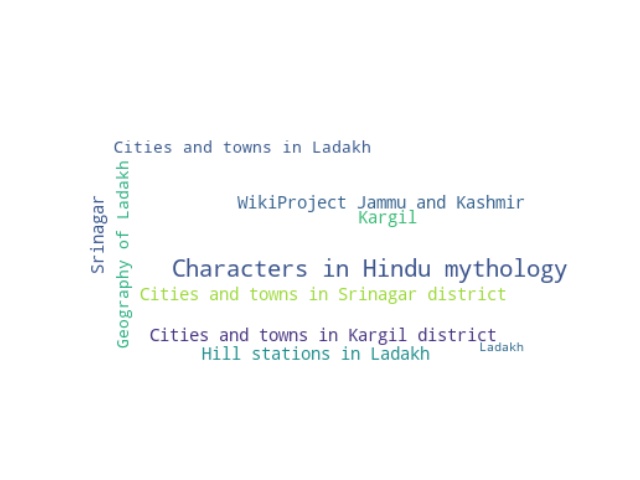 Cities and towns in Ladakh
Srinagar
Geography of Ladakh
WikiProject Jammu and Kashmir
Kargil
Characters in Hindu mythology
Cities and towns in Srinagar district
Cities and towns in Kargil district
Ladakh
Hill stations in Ladakh